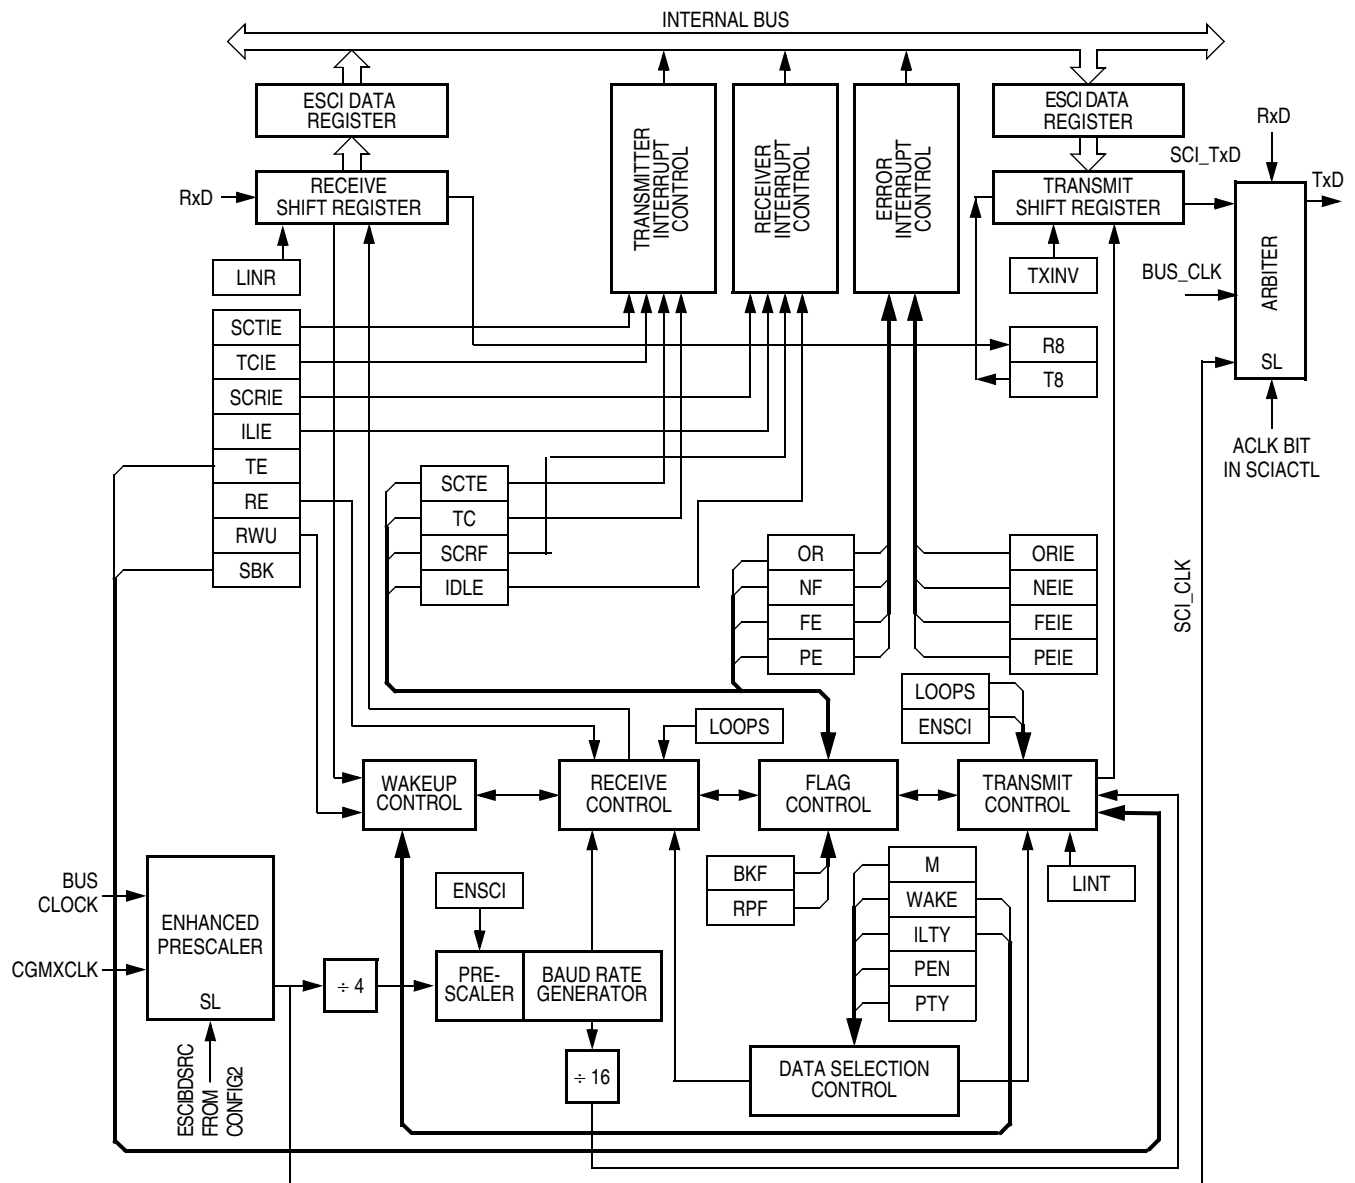 INTERNAL BUS
ESCI DATA
REGISTER
RECEIVE
SHIFT REGISTER
RxD
LINR
TRANSMITTER
INTERRUPT
CONTROL
RECEIVER
INTERRUPT
CONTROL
ERROR
INTERRUPT
CONTROL
ESCI DATA
REGISTER
TRANSMIT
SHIFT REGISTER
TXINV
SCI_TxD
RxD
TxD
BUS_CLK
ARBITER
SL
ACLK BIT
IN SCIACTL
R8
T8
SCTIE
TCIE
SCRIE
ILIE
TE
RE
RWU
SBK
SCTE
TC
SCRF
IDLE
OR
NF
FE
PE
ORIE
NEIE
FEIE
PEIE
SCI_CLK
LOOPS
LOOPS
ENSCI
WAKEUP
CONTROL
RECEIVE
CONTROL
FLAG
CONTROL
TRANSMIT
CONTROL
BKF
RPF
M
WAKE
ILTY
PEN
PTY
LINT
BUS
CLOCK
CGMXCLK
ENHANCED
PRESCALER
SL
ESCIBDSRC
FROM
CONFIG2
÷ 4
ENSCI
PRE-
SCALER
BAUD RATE
GENERATOR
÷ 16
DATA SELECTION
CONTROL